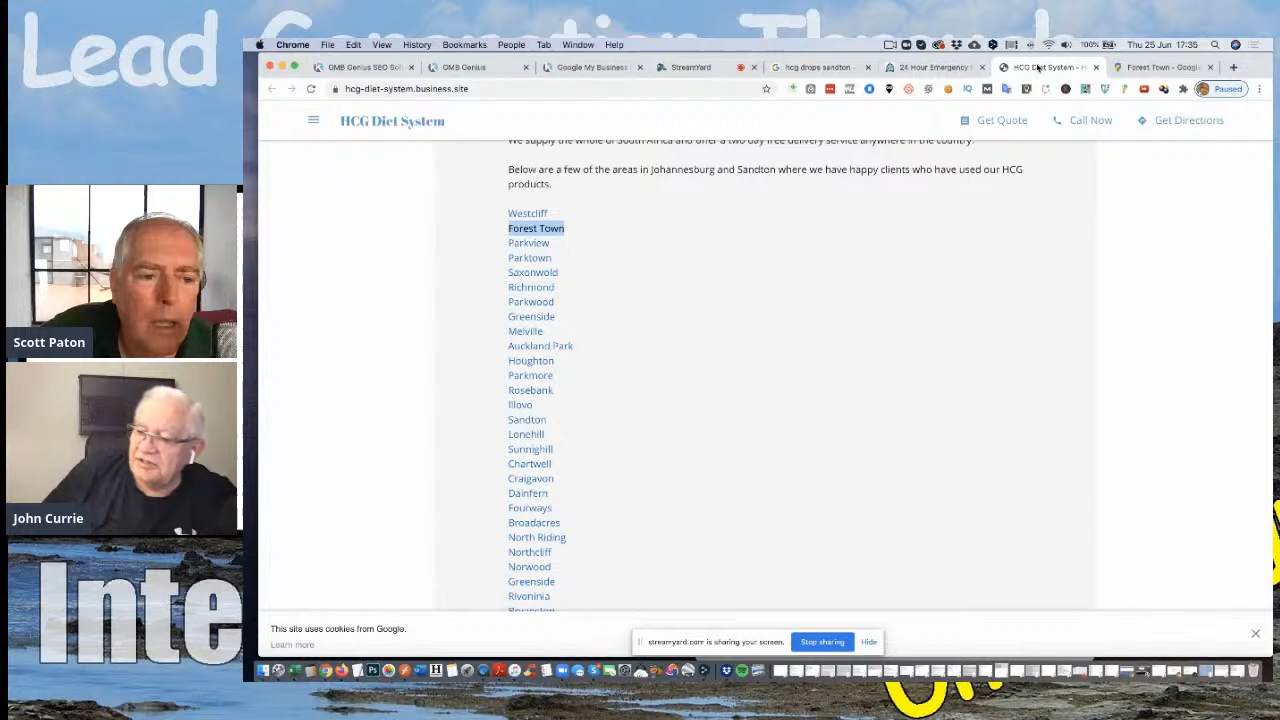 Lead
Chrome File Edit View History Bookmarks People Tab Window Help
100% Thu 25 Jun 17:35
GMB Genius SEO Sof
GMB Genius
Google My Business
StreamYard
hcg drops sandton -
24 Hour Emergency
HCG Diet System - H
Forest Town - Google
hcg-diet-system.business.site
Paused
HCG Diet System
Get Quote
Call Now
Get Directions
We supply the whole of South Africa and offer a two day free delivery service anywhere in the country.
Below are a few of the areas in Johannesburg and Sandton where we have happy clients who have used our HCG
products.
Westcliff
Forest Town
Parkview
Parktown
Saxonwold
Richmond
Parkwood
Greenside
Melville
Auckland Park
Houghton
Parkmore
Rosebank
Illovo
Sandton
Lonehill
Sunnighill
Chartwell
Craigavon
Dainfern
Fourways
Broadacres
North Riding
Northcliff
Norwood
Greenside
Rivoninia
Scott Paton
John Currie
Inte
This site uses cookies from Google.
Learn more
streamyard.com is sharing your screen.
Stop sharing
Hide